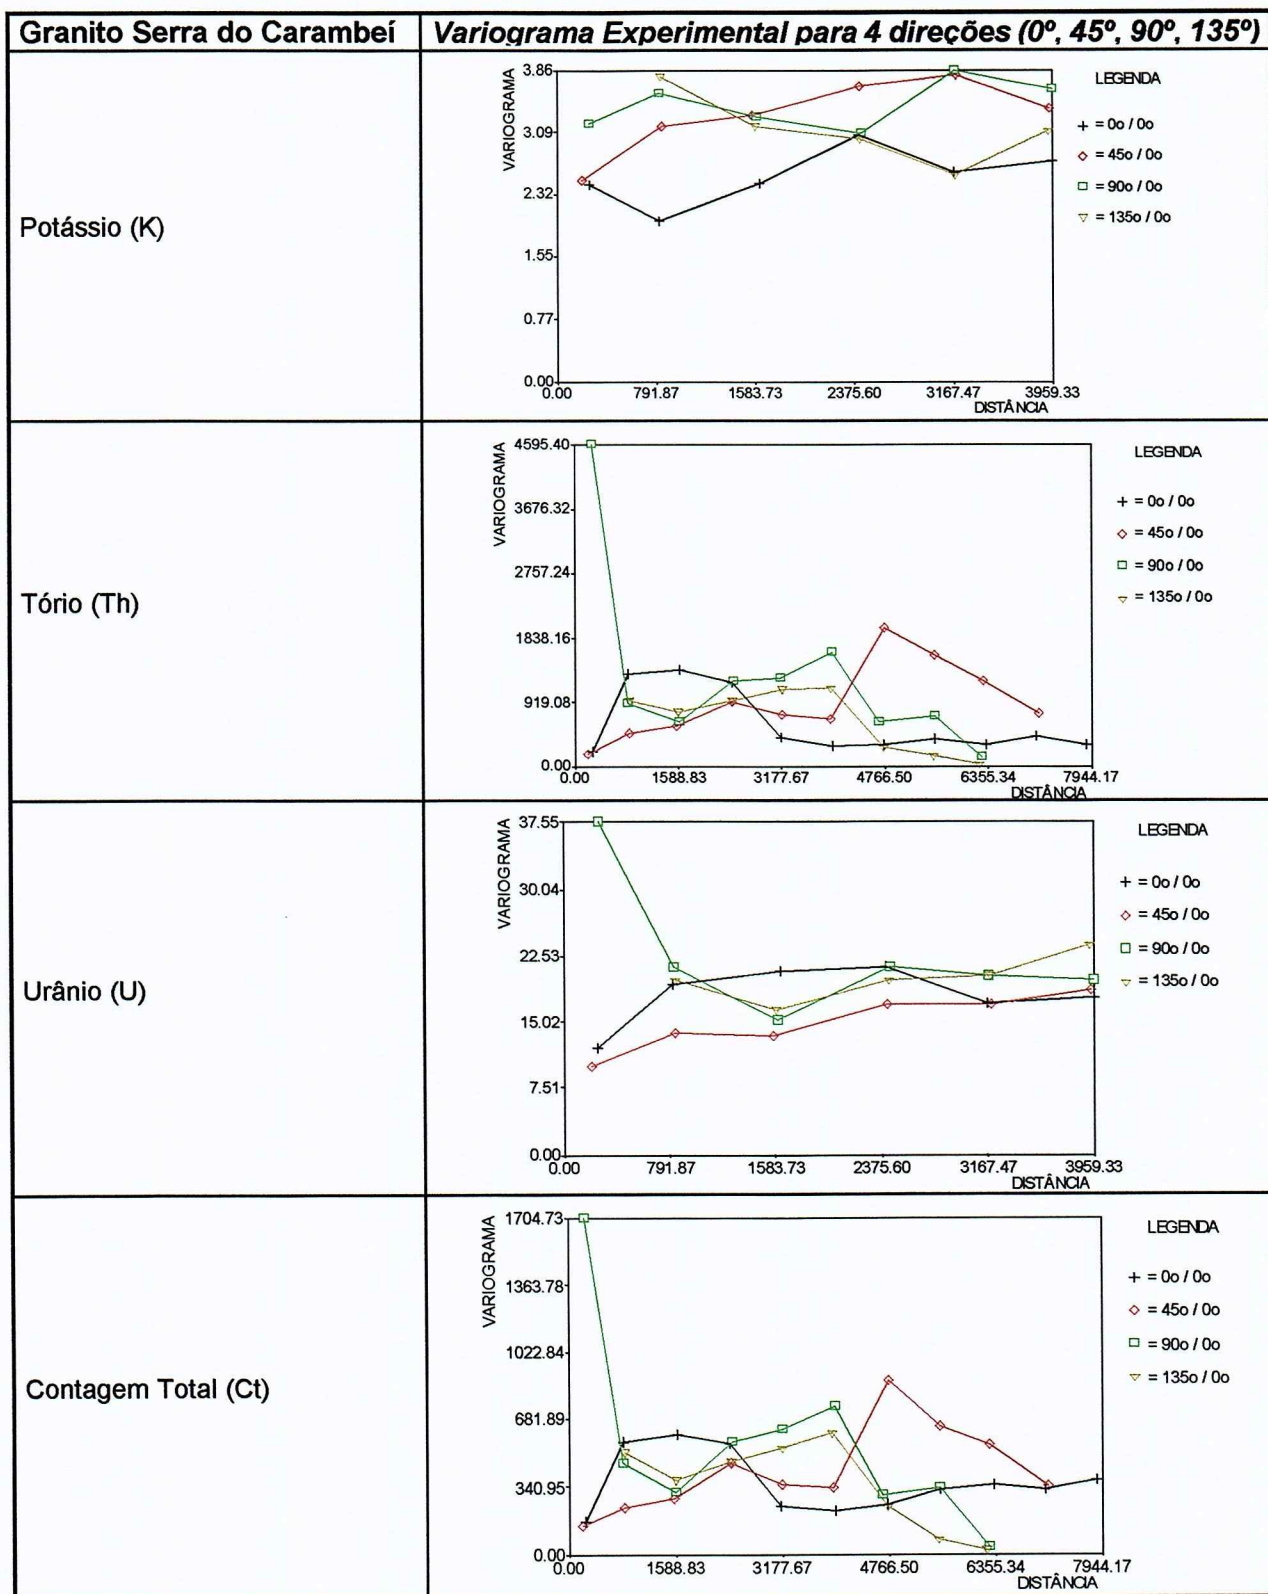 Granito Serra do Carambeí
Variograma Experimental para 4 direções (0º, 45º, 90º, 135º)
Potássio (K)
VARIOGRAMA
3.86
3.09
2.32
1.55
0.77
0.00
0.00 791.87 1583.73 2375.60 3167.47 3959.33
DISTÂNCIA
LEGENDA
= 0o / 0o
= 45o / 0o
= 90o / 0o
= 135o / 0o
Tório (Th)
VARIOGRAMA
4595.40
3676.32
2757.24
1838.16
919.08
0.00
0.00 1588.83 3177.67 4766.50 6355.34 7944.17
DISTÂNCIA
LEGENDA
= 0o / 0o
= 45o / 0o
= 90o / 0o
= 135o / 0o
Urânio (U)
VARIOGRAMA
37.55
30.04
22.53
15.02
7.51
0.00
0.00 791.87 1583.73 2375.60 3167.47 3959.33
DISTÂNCIA
LEGENDA
= 0o / 0o
= 45o / 0o
= 90o / 0o
= 135o / 0o
Contagem Total (Ct)
VARIOGRAMA
1704.73
1363.78
1022.84
681.89
340.95
0.00
0.00 1588.83 3177.67 4766.50 6355.34 7944.17
DISTÂNCIA
LEGENDA
= 0o / 0o
= 45o / 0o
= 90o / 0o
= 135o / 0o